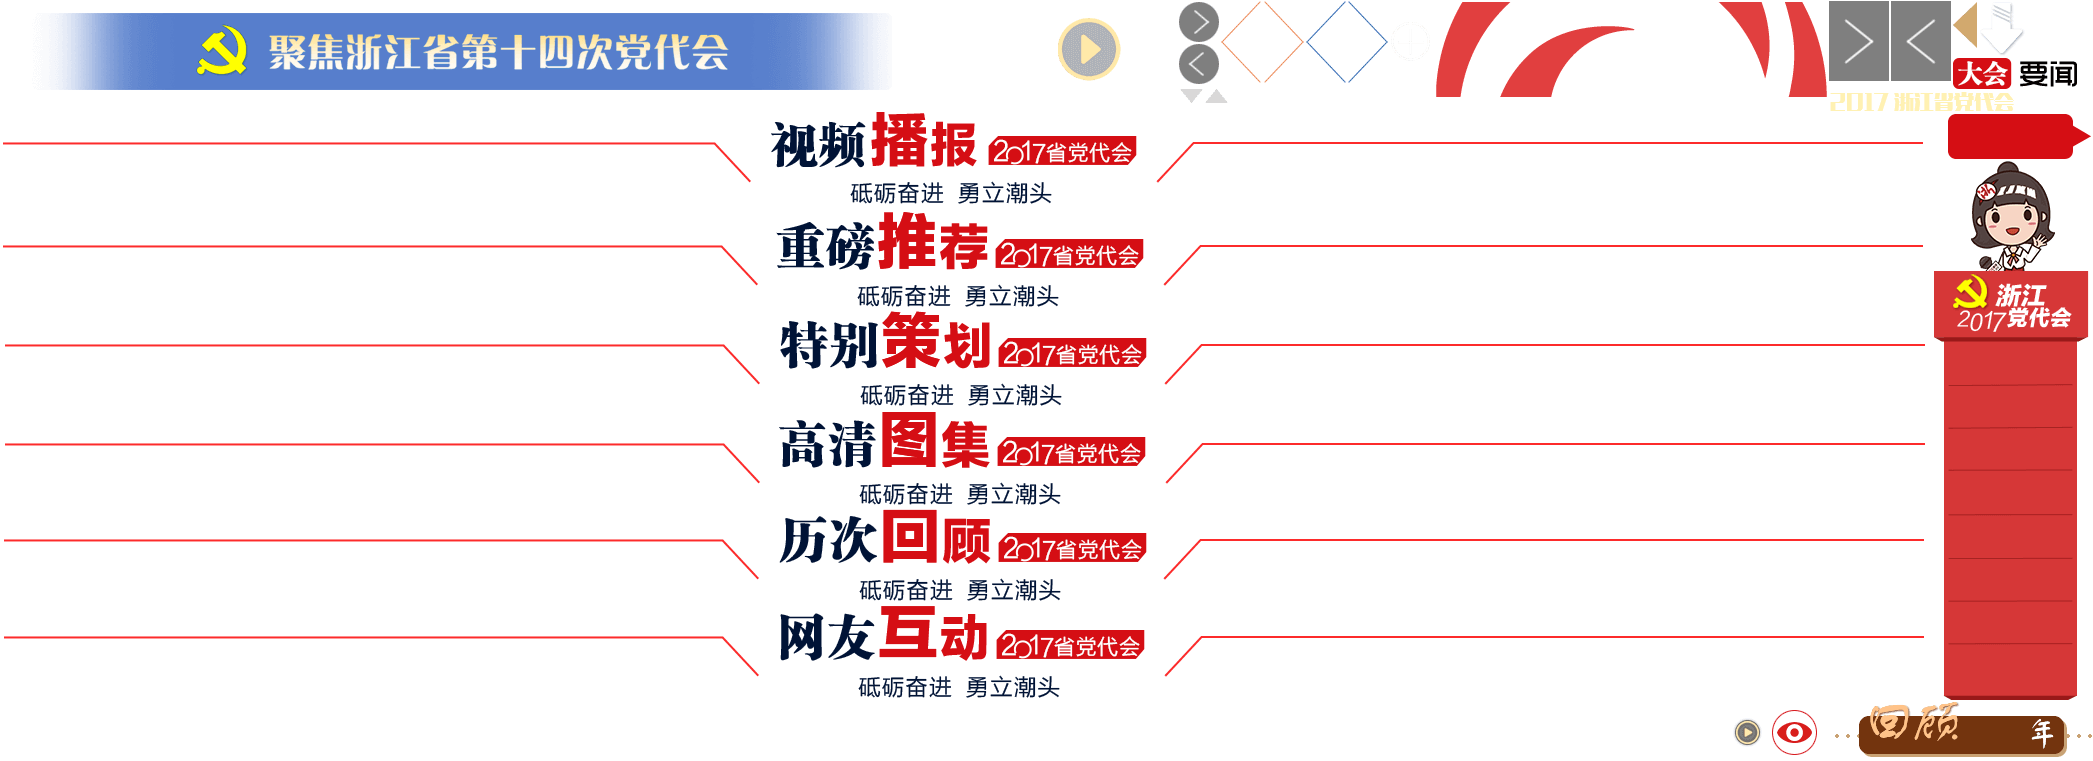 聚焦浙江省第十四次党代会
大会 要闻
2017 浙江省党代会
视频播报 2017省党代会
砥砺奋进 勇立潮头
重磅推荐 2017省党代会
砥砺奋进 勇立潮头
浙
浙江
2017党代会
特别策划 2017省党代会
砥砺奋进 勇立潮头
高清图集 2017省党代会
砥砺奋进 勇立潮头
历次回顾 2017省党代会
砥砺奋进 勇立潮头
网友互动 2017省党代会
砥砺奋进 勇立潮头
回顾 年